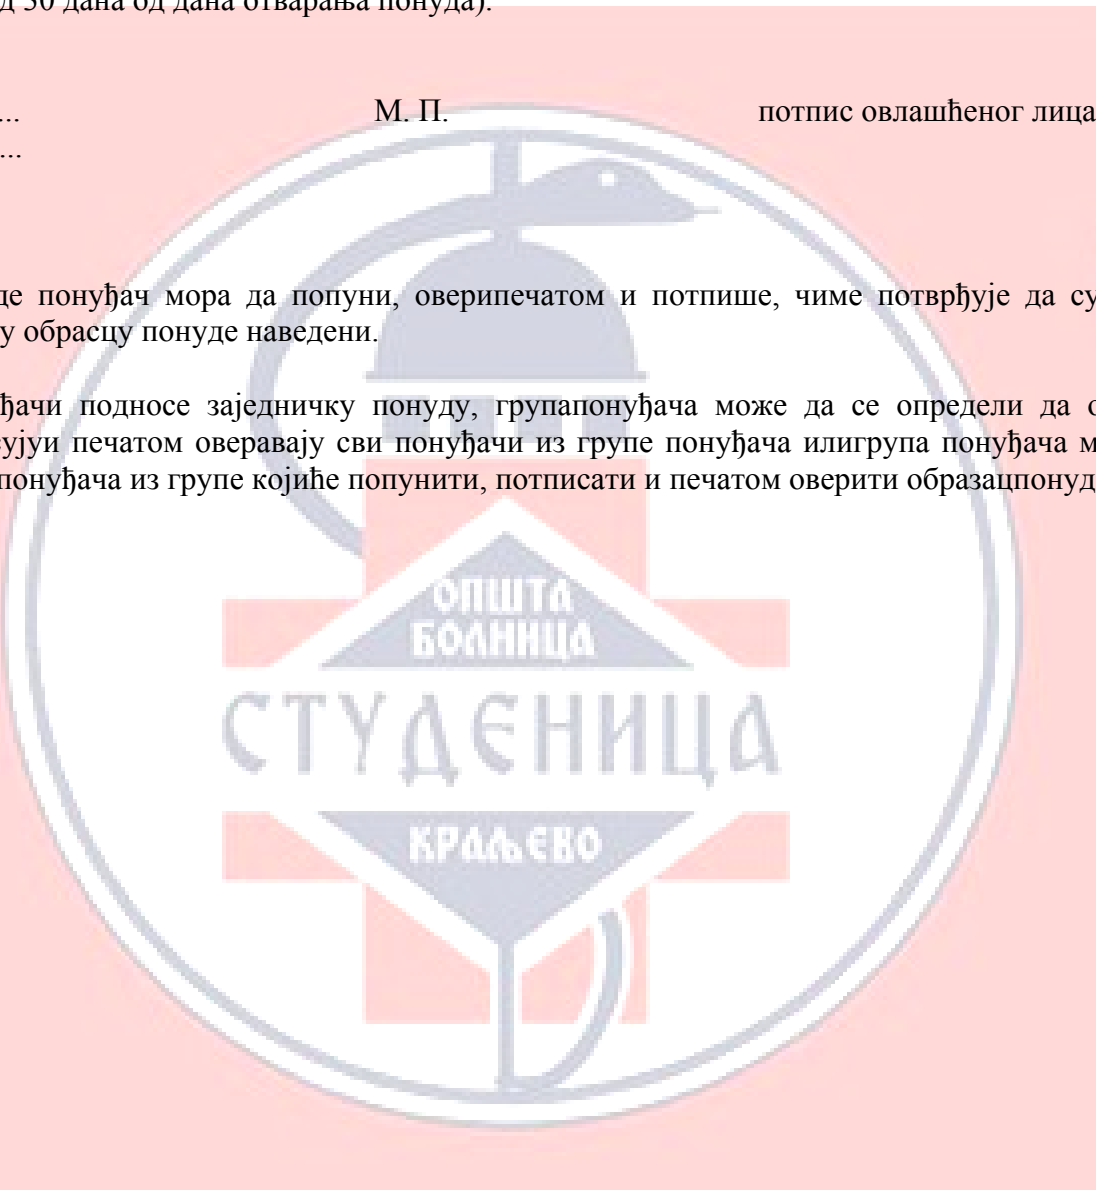 д 30 дана од дана отварања понуда).
... М. П. потпис овлашћеног лица
...
де понуђач мора да попуни, оверипечатом и потпише, чиме потврђује да су
у обрасцу понуде наведени.
ђачи подносе заједничку понуду, групапонуђача може да се определи да о
сујуи печатом оверавају сви понуђачи из групе понуђача илигрупа понуђача м
понуђача из групе којиће попунити, потписати и печатом оверити образацпонуд
ОПШТА
БОЛНИЦА
СТУДЕНИЦА
КРАЉЕВО